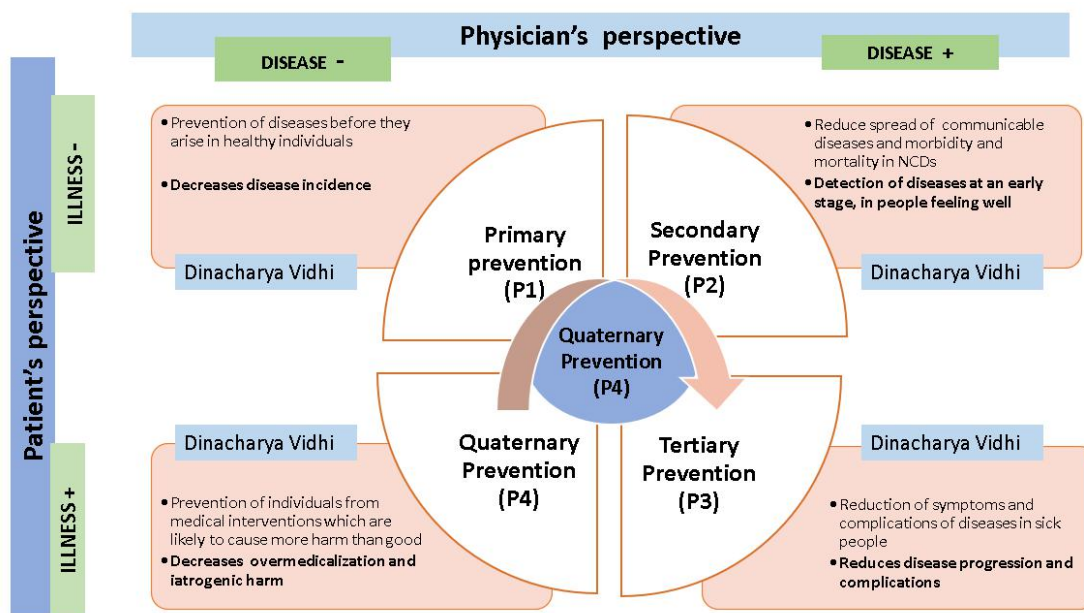 Physician's perspective
DISEASE -
DISEASE +
Patient's perspective
ILLNESS -
ILLNESS +
• Prevention of diseases before they
arise in healthy individuals
• Decreases disease incidence
Dinacharya Vidhi
Primary
prevention
(P1)
• Reduce spread of communicable
diseases and morbidity and
mortality in NCDs
• Detection of diseases at an early
stage, in people feeling well
Dinacharya Vidhi
Secondary
Prevention
(P2)
Quaternary
Prevention
(P4)
Dinacharya Vidhi
• Prevention of individuals from
medical interventions which are
likely to cause more harm than good
• Decreases overmedicalization and
iatrogenic harm
Quaternary
Prevention
(P4)
Tertiary
Prevention
(P3)
Dinacharya Vidhi
• Reduction of symptoms and
complications of diseases in sick
people
• Reduces disease progression and
complications